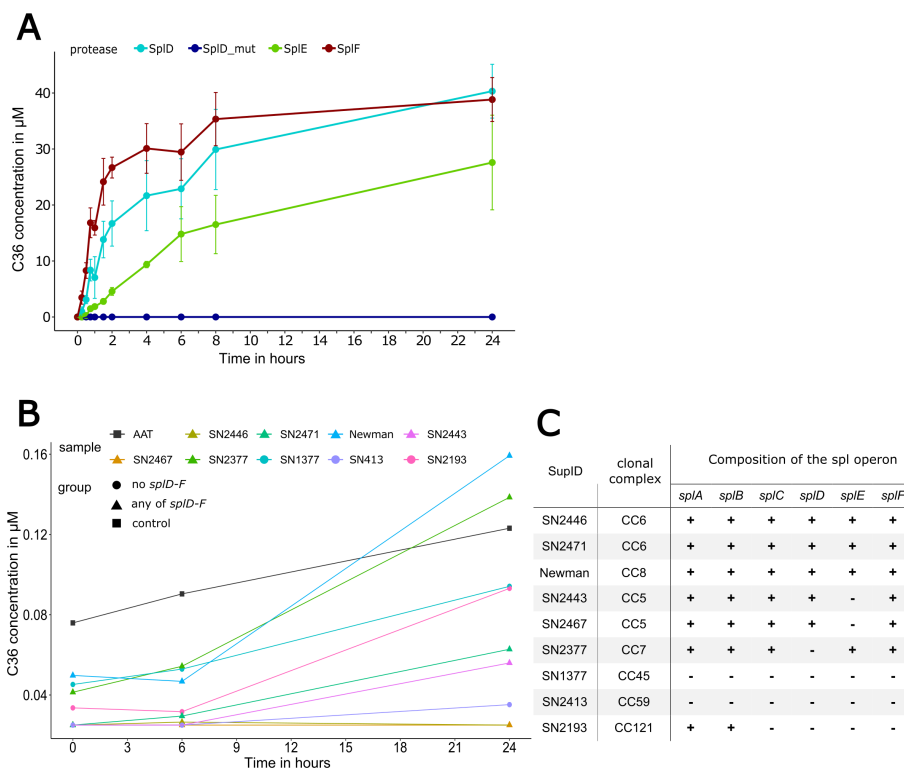 A
protease SplD SplD_mut SplE SplF
C36 concentration in µM
40
30
20
10
0
0 2 4 6 8 10 12 14 16 18 20 22 24
Time in hours
B
sample
AAT SN2446 SN2471 Newman SN2443
SN2467 SN2377 SN1377 SN413 SN2193
group
no splD-F
any of splD-F
control
C36 concentration in µM
0.16
0.12
0.08
0.04
0 3 6 9 12 15 18 21 24
Time in hours
C
SupID clonal complex Composition of the spl operon
splA splB splC splD splE splF
SN2446 CC6 + + + + + +
SN2471 CC6 + + + + + +
Newman CC8 + + + + + +
SN2443 CC5 + + + + - +
SN2467 CC5 + + + + - +
SN2377 CC7 + + + - + +
SN1377 CC45 - - - - - -
SN2413 CC59 - - - - - -
SN2193 CC121 + + - - - -